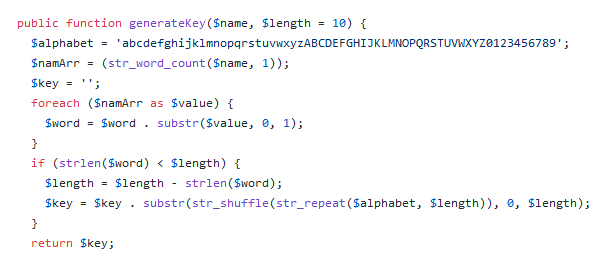 public function generateKey($name, $length = 10) {
$alphabet = 'abcdefghijklmnopqrstuvwxyzABCDEFGHIJKLMNOPQRSTUVWXYZ0123456789';
$namArr = (str_word_count($name, 1));
$key = '';
foreach ($namArr as $value) {
$word = $word . substr($value, 0, 1);
}
if (strlen($word) < $length) {
$length = $length - strlen($word);
$key = $key . substr(str_shuffle(str_repeat($alphabet, $length)), 0, $length);
}
return $key;